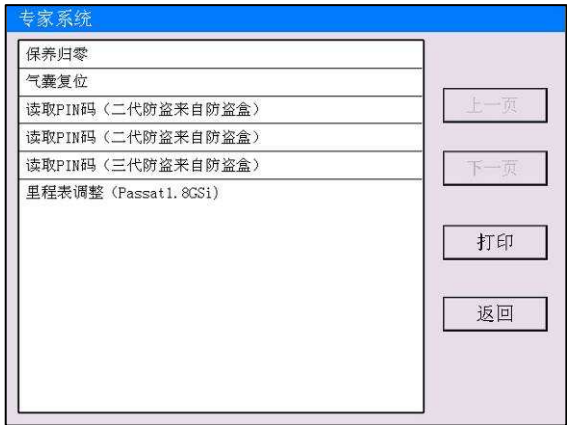 专家系统
保养归零
气囊复位
读取PIN码（二代防盗来自防盗盒）
读取PIN码（二代防盗来自防盗盒）
读取PIN码（三代防盗来自防盗盒）
里程表调整（Passat1.8GSi）
上一页
下一页
打印
返回